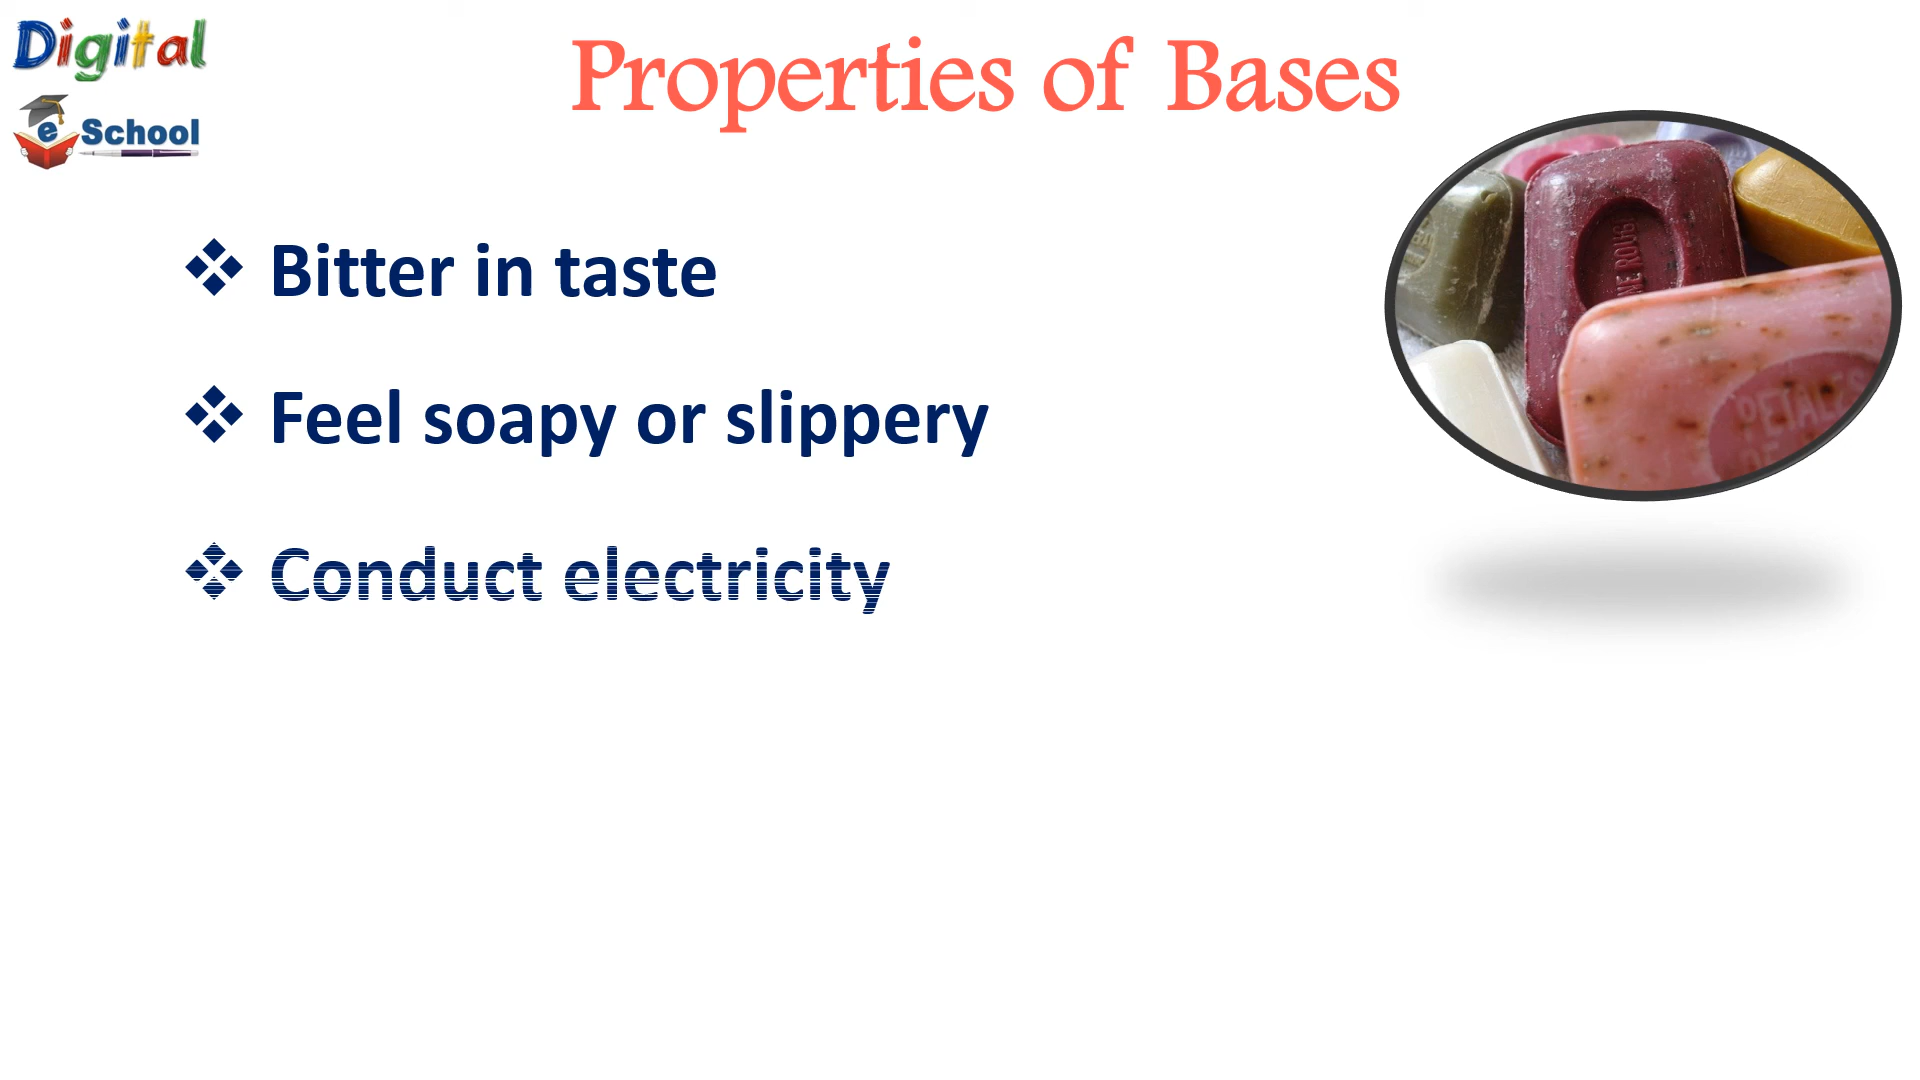 Digital
e School
Properties of Bases
❖ Bitter in taste
❖ Feel soapy or slippery
❖ Conduct electricity